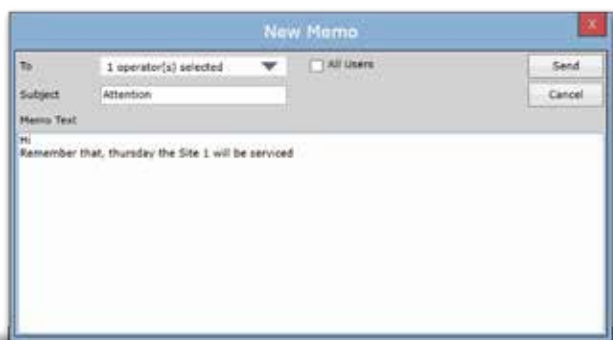 New Memo
X
To
1 operator(s) selected
All Users
Send
Subject
Attention
Cancel
Memo Text
Hi
Remember that, thursday the Site 1 will be serviced